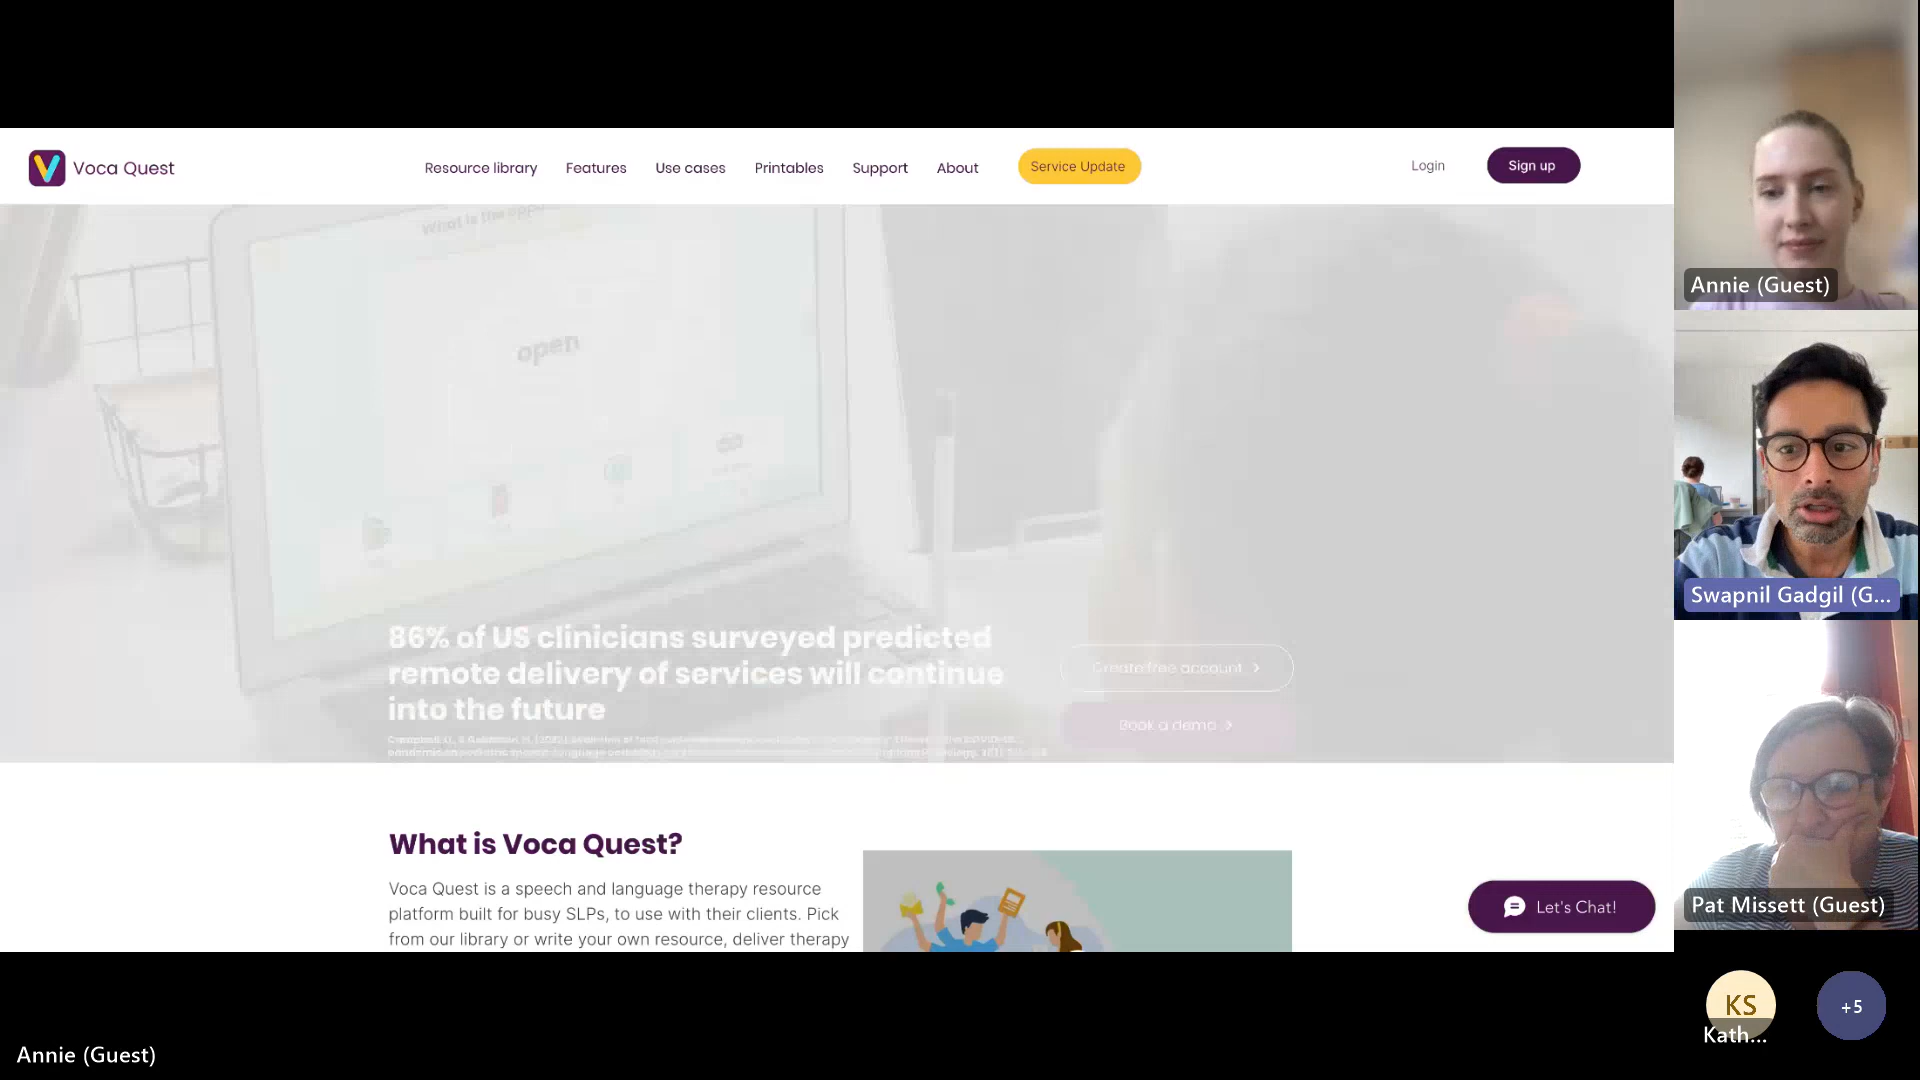 Voca Quest
Resource library
Features
Use cases
Printables
Support
About
Service Update
Login
Sign up
What is the oppo
open
86% of US clinicians surveyed predicted
remote delivery of services will continue
into the future
Create free account
Book a demo
What is Voca Quest?
Voca Quest is a speech and language therapy resource
platform built for busy SLPs, to use with their clients. Pick
from our library or write your own resource, deliver therapy
Let's Chat!
Annie (Guest)
Swapnil Gadgil (G...
Pat Missett (Guest)
KS
Kath...
+5
Annie (Guest)